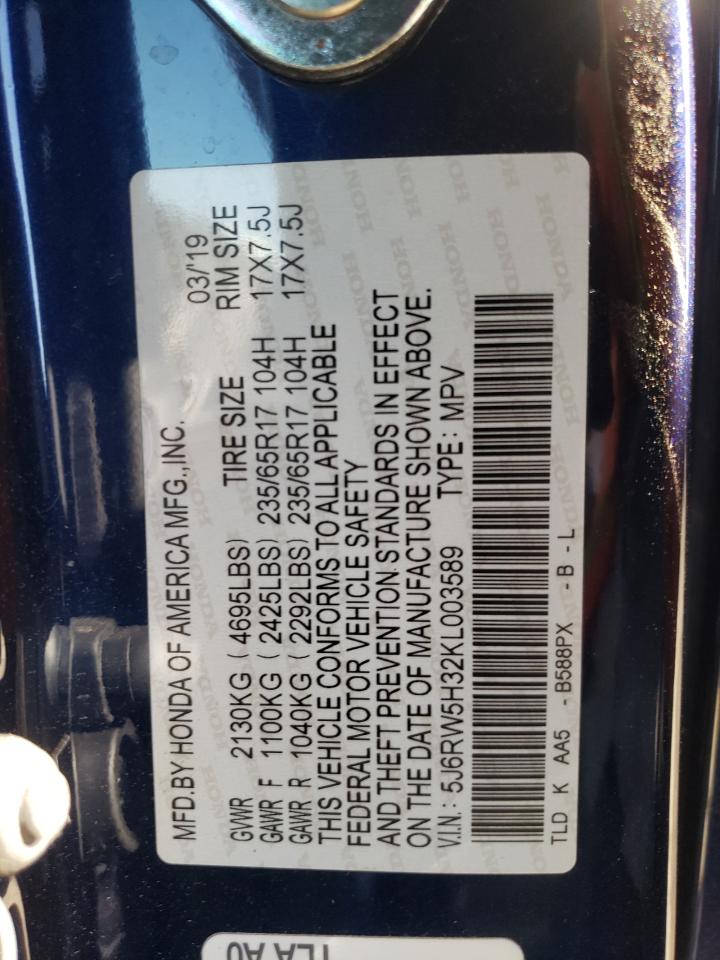 MFD.BY HONDA OF AMERICA MFG.,INC. 03/'19
GVWR 2130KG ( 4695LBS) TIRE SIZE RIM SIZE
GAWR F 1100KG ( 2425LBS) 235/65R17 104H 17X7.5J
GAWR R 1040KG 2292LBS) 235/65R17 104H 17X7.5J
THIS VEHICLE CONFORMS TO ALL APPLICABLE
FEDERAL MOTOR VEHICLE SAFETY
AND THEFT PREVENTION STANDARDS IN EFFECT
ON THE DATE OF MANUFACTURE SHOWN ABOVE.
V.I.N.: 5J6RW5H32KL003589 TYPE: MPV
TLD K AA5 - B588PX - B - L